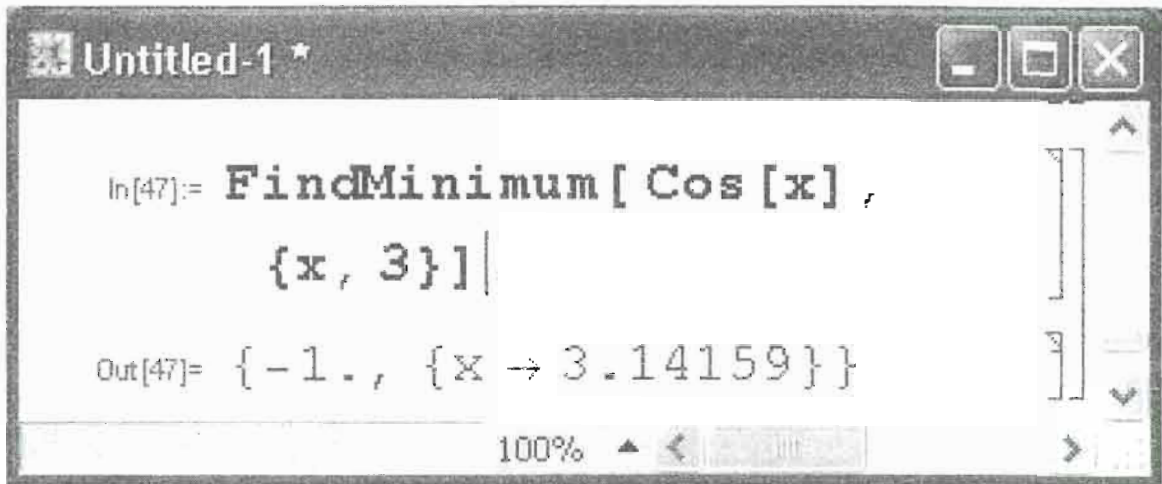 Untitled-1 *
In[47]:= FindMinimum[ Cos[x],
{x, 3}]
Out[47]= {-1., {x → 3.14159}}
100%